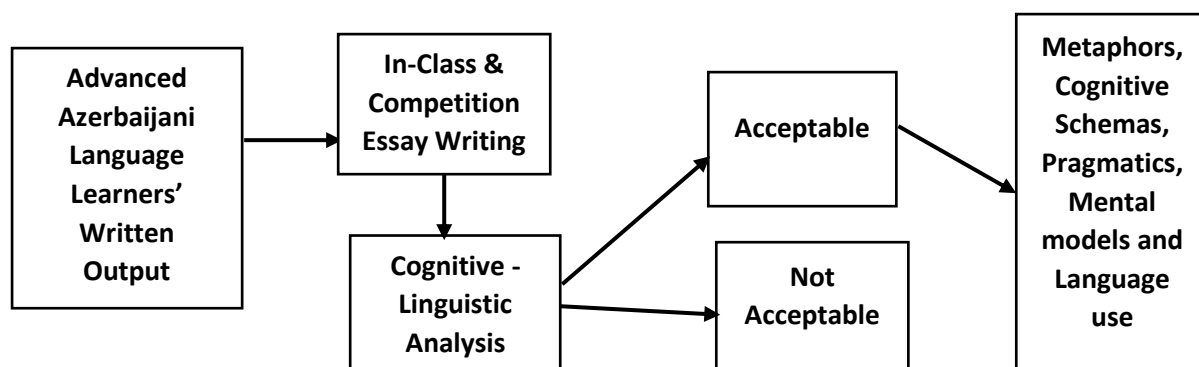 Advanced
Azerbaijani
Language
Learners’
Written
Output
In-Class &
Competition
Essay Writing
Cognitive -
Linguistic
Analysis
Acceptable
Not
Acceptable
Metaphors,
Cognitive
Schemas,
Pragmatics,
Mental
models and
Language
use